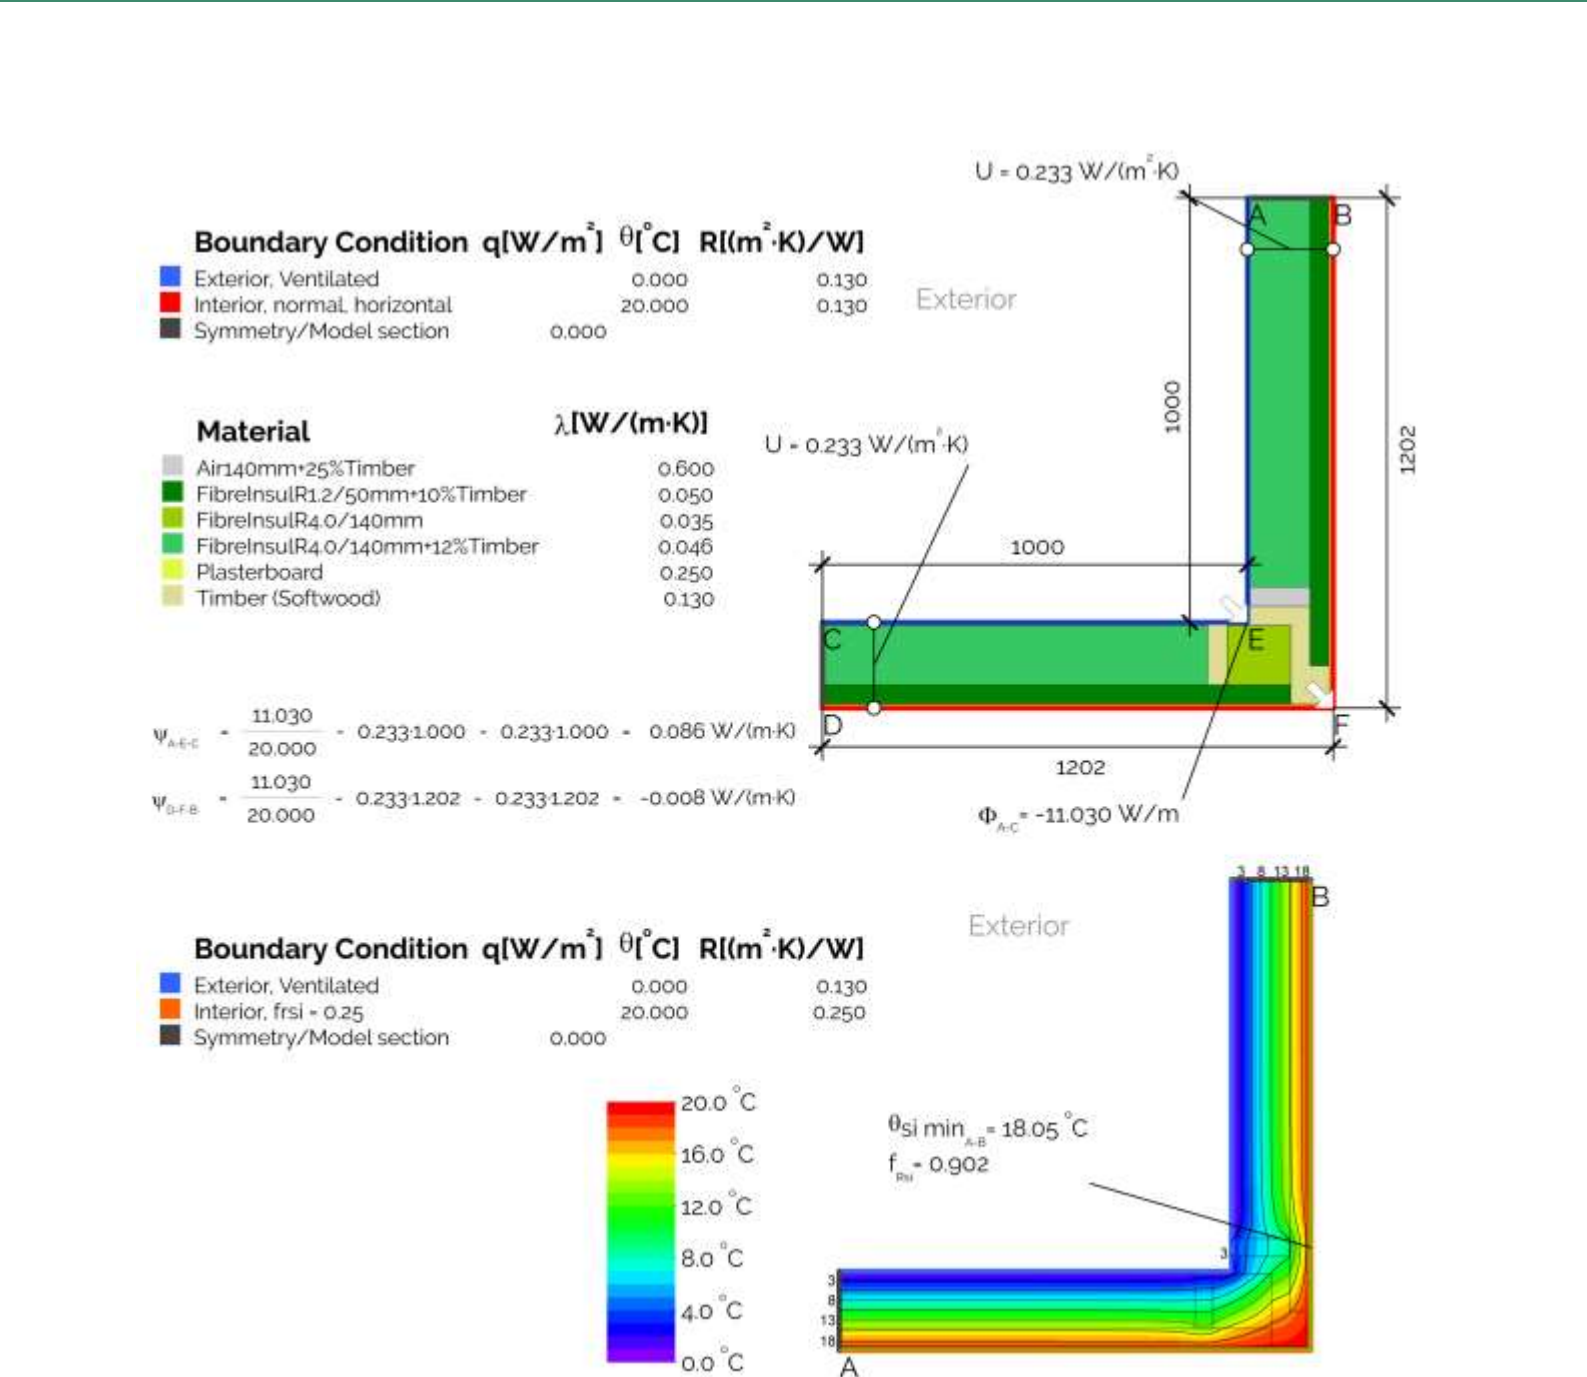 U = 0.233 W/(m²·K)
A B
Boundary Condition q[W/m²] θ[°C] R[(m²·K)/W]
Exterior, Ventilated 0.000 0.130
Interior, normal, horizontal 20.000 0.130
Symmetry/Model section 0.000
Exterior
1000
1202
Material λ[W/(m·K)]
Air140mm+25%Timber 0.600
FibreInsulR1.2/50mm+10%Timber 0.050
FibreInsulR4.0/140mm 0.035
FibreInsulR4.0/140mm+12%Timber 0.046
Plasterboard 0.250
Timber (Softwood) 0.130
U = 0.233 W/(m²·K)
1000
C E
D F
1202
ψA-E-C = 11.030 / 20.000 - 0.233·1.000 - 0.233·1.000 = 0.086 W/(m·K)
ψD-F-B = 11.030 / 20.000 - 0.233·1.202 - 0.233·1.202 = -0.008 W/(m·K)
ΦA-C= -11.030 W/m
3 8 13 18
B
Exterior
Boundary Condition q[W/m²] θ[°C] R[(m²·K)/W]
Exterior, Ventilated 0.000 0.130
Interior, frsi = 0.25 20.000 0.250
Symmetry/Model section 0.000
20.0 °C
16.0 °C
12.0 °C
8.0 °C
4.0 °C
0.0 °C
θsi minA-B= 18.05 °C
fRsi= 0.902
3
3
8
13
18
A